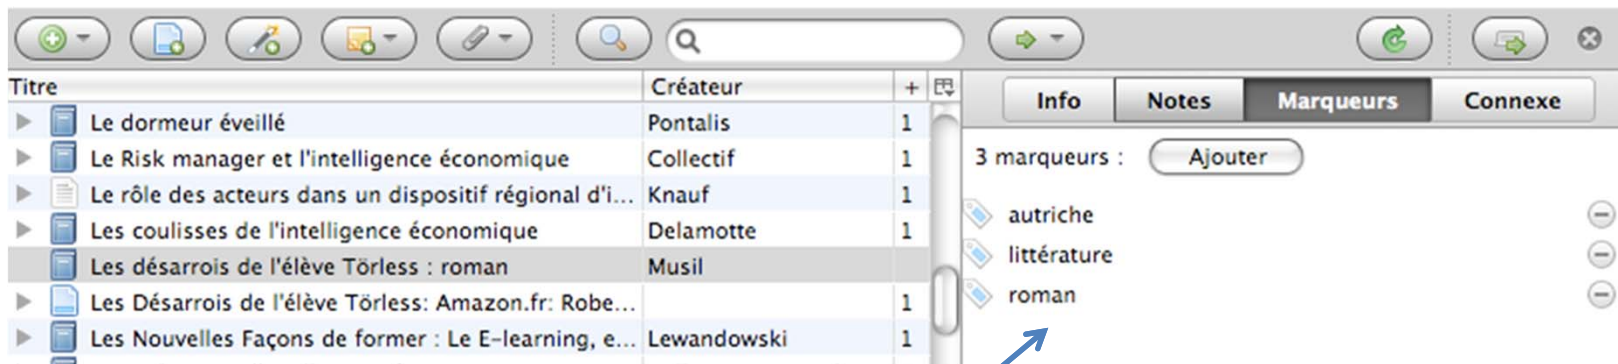 Titre Créateur +
Le dormeur éveillé Pontalis 1
Le Risk manager et l'intelligence économique Collectif 1
Le rôle des acteurs dans un dispositif régional d'i... Knauf 1
Les coulisses de l'intelligence économique Delamotte 1
Les désarrois de l'élève Törless : roman Musil
Les Désarrois de l'élève Törless: Amazon.fr: Robe... 1
Les Nouvelles Façons de former : Le E-learning, e... Lewandowski 1
Info Notes Marqueurs Connexe
3 marqueurs : Ajouter
autriche
littérature
roman